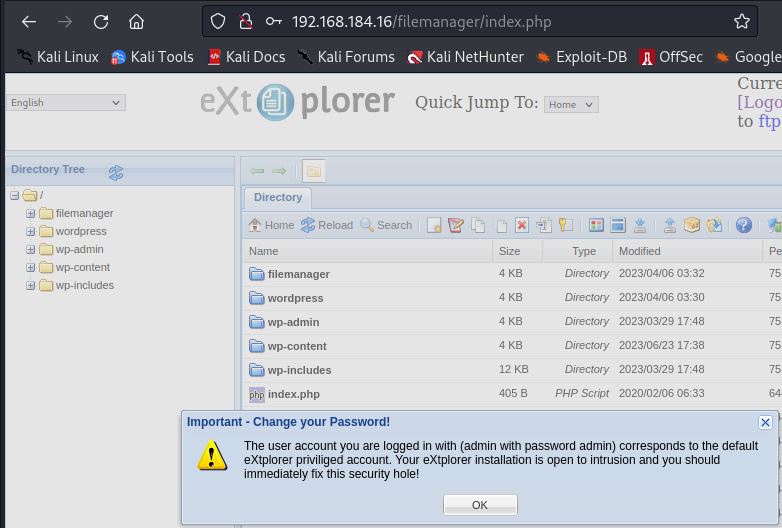 192.168.184.16/filemanager/index.php
Kali Linux Kali Tools Kali Docs Kali Forums Kali NetHunter Exploit-DB OffSec Google
English eXtplorer Quick Jump To: Home
Curre
[Logo
to ftp
Directory Tree
/
filemanager
wordpress
wp-admin
wp-content
wp-includes
Directory
Home Reload Search
Name Size Type Modified Pe
filemanager 4 KB Directory 2023/04/06 03:32 75
wordpress 4 KB Directory 2023/04/06 03:30 75
wp-admin 4 KB Directory 2023/03/29 17:48 75
wp-content 4 KB Directory 2023/06/23 17:38 75
wp-includes 12 KB Directory 2023/03/29 17:48 75
php index.php 405 B PHP Script 2020/02/06 06:33 64
Important - Change your Password!
The user account you are logged in with (admin with password admin) corresponds to the default
eXtplorer priviliged account. Your eXtplorer installation is open to intrusion and you should
immediately fix this security hole!
OK